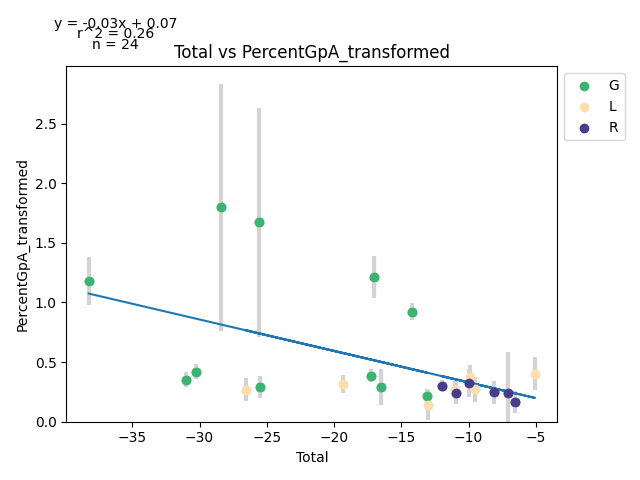 y = -0.03x + 0.07
r^2 = 0.26
n = 24
Total vs PercentGpA_transformed
G
L
R
PercentGpA_transformed
2.5
2.0
1.5
1.0
0.5
0.0
−35
−30
−25
−20
−15
−10
−5
Total